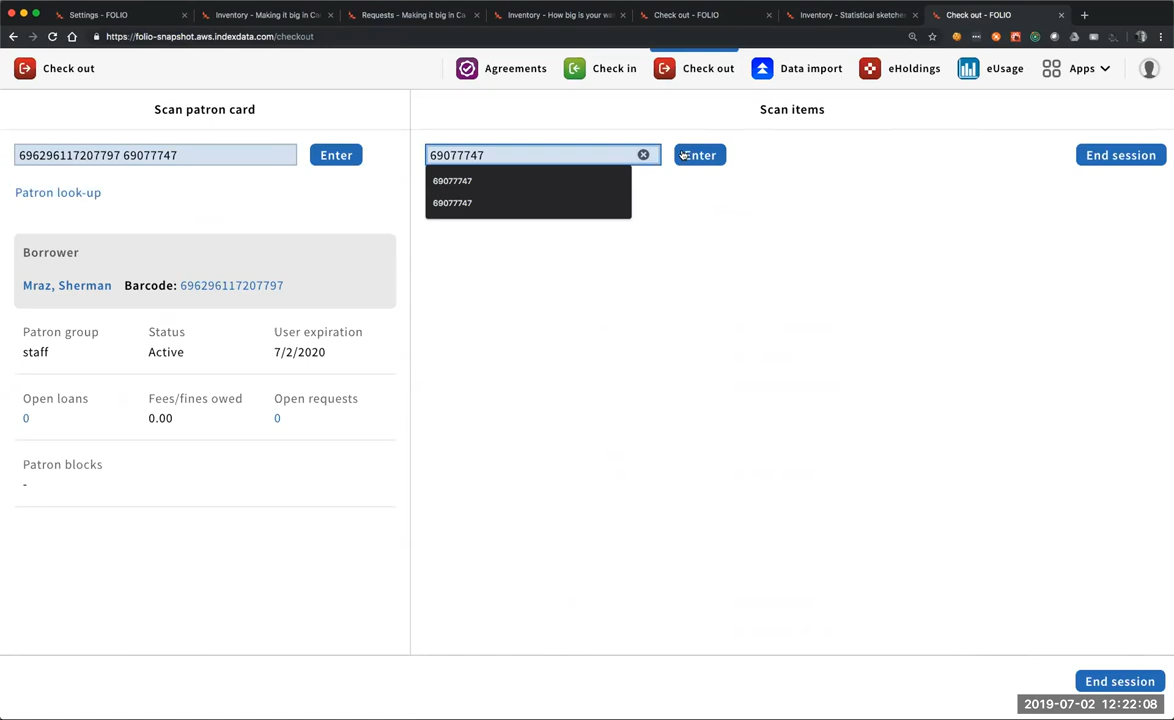 Settings - FOLIO
Inventory - Making it big in Ca
Requests - Making it big in Ca
Inventory - How big is your wa
Check out - FOLIO
Inventory - Statistical sketches
Check out - FOLIO
https://folio-snapshot.aws.indexdata.com/checkout
Check out
Agreements
Check in
Check out
Data import
eHoldings
eUsage
Apps
Scan patron card
Scan items
696296117207797 69077747
Enter
69077747
Enter
End session
69077747
69077747
Patron look-up
Borrower
Mraz, Sherman Barcode: 696296117207797
Patron group Status User expiration
staff Active 7/2/2020
Open loans Fees/fines owed Open requests
0 0.00 0
Patron blocks
-
End session
2019-07-02 12:22:08